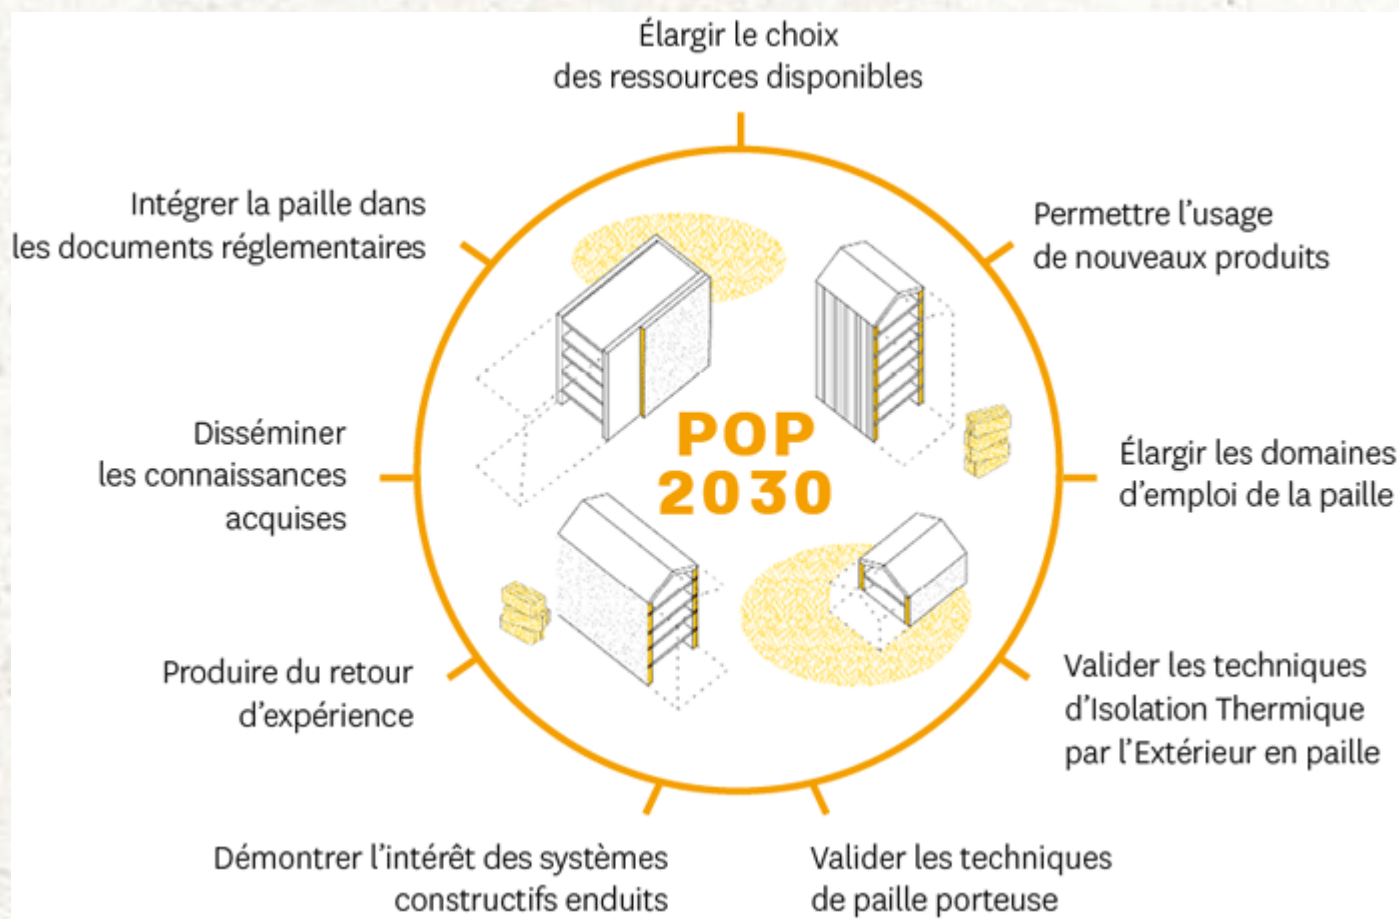 Élargir le choix
des ressources disponibles
Permettre l’usage
de nouveaux produits
Élargir les domaines
d’emploi de la paille
Valider les techniques
d’Isolation Thermique
par l’Extérieur en paille
Valider les techniques
de paille porteuse
Démontrer l’intérêt des systèmes
constructifs enduits
Produire du retour
d’expérience
Disséminer
les connaissances
acquises
Intégrer la paille dans
les documents réglementaires
POP
2030